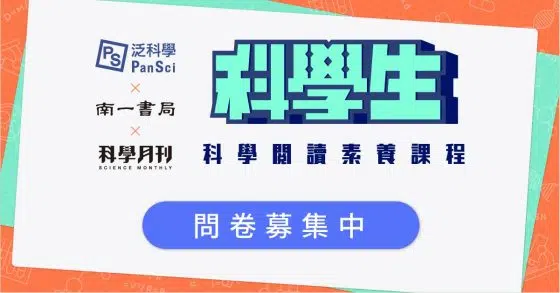 泛科學
PanSci
×
南一書局
×
科學月刊
SCIENCE MONTHLY
科學生
科學閱讀素養課程
問卷募集中